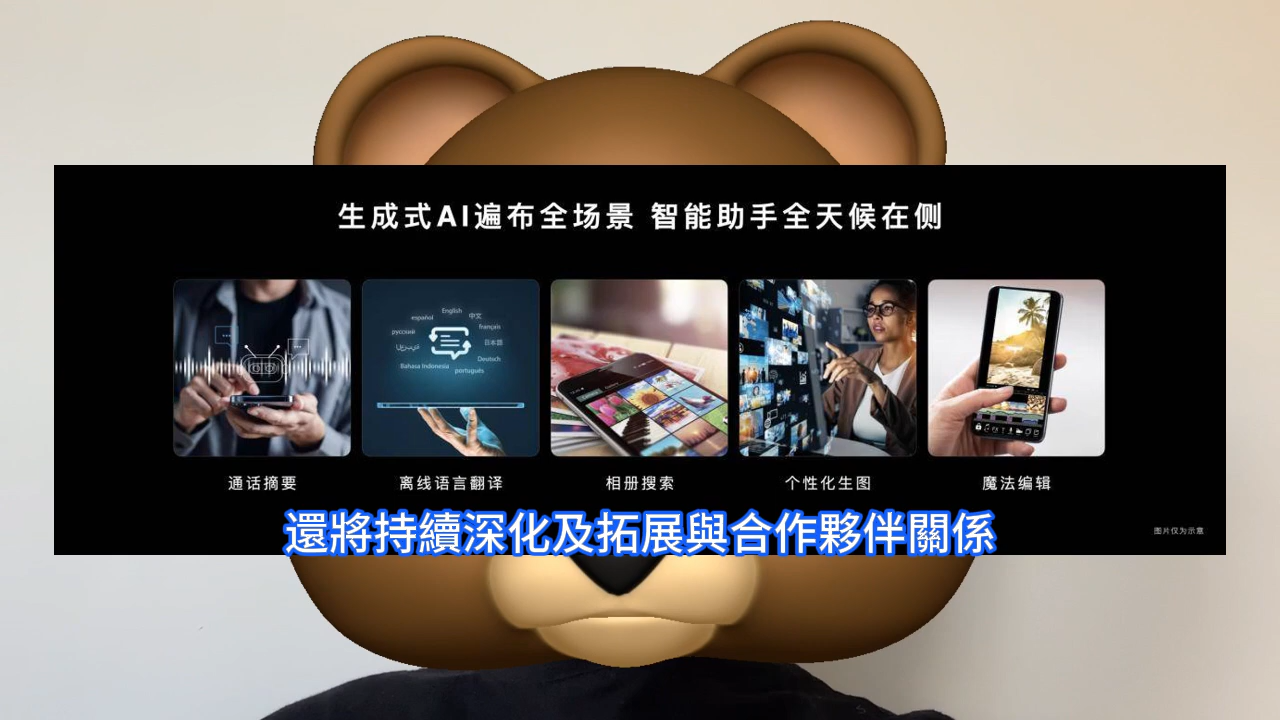 生成式AI遍布全场景 智能助手全天候在侧
English
español
中文
русский
français
日本語
Deutsch
Bahasa Indonesia
português
通话摘要
离线语言翻译
相册搜索
个性化生图
魔法编辑
還將持續深化及拓展與合作夥伴關係
图片仅为示意